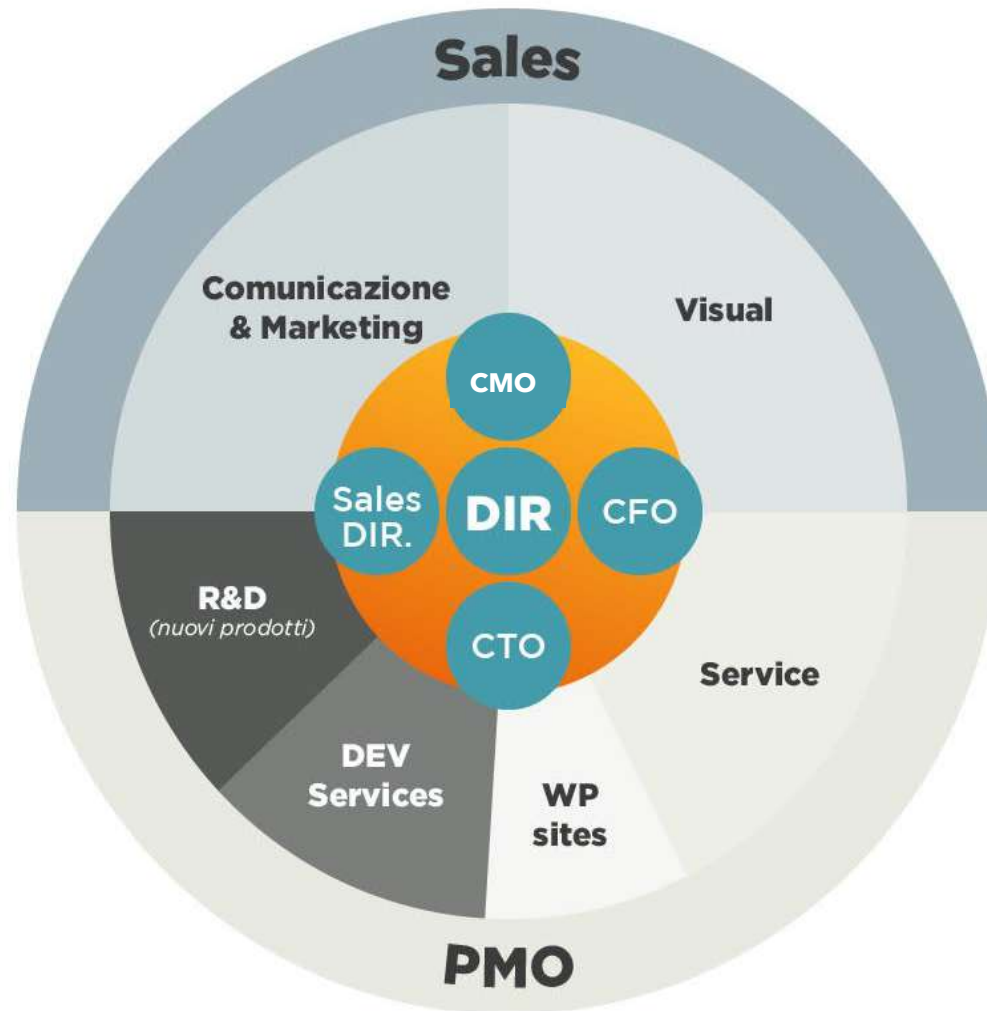 Sales
Comunicazione
& Marketing
Visual
CMO
Sales
DIR.
DIR
CFO
R&D
(nuovi prodotti)
CTO
Service
DEV
Services
WP
sites
PMO